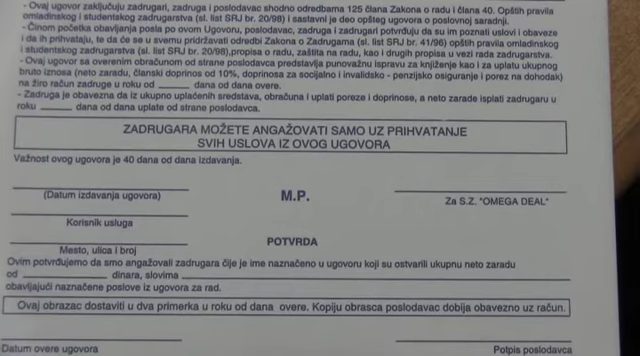 - Ovaj ugovor zaključuju zadrugari, zadruga i poslodavac shodno odredbama 125 člana Zakona o radu i člana 40. Opštih pravila
omladinskog i studentskog zadrugarstva (sl. list SRJ br. 20/98) i sastavni je deo opšteg ugovora o poslovnoj saradnji.
- Činom početka obavljanja posla po ovom Ugovoru, poslodavac, zadruga i zadrugari potvrđuju da su im poznati uslovi i obaveze
i da ih prihvataju, te da će se u svemu pridržavati odredbi Zakona o Zadrugama (sl. list SRJ br. 41/96) opštih pravila omladinskog
i studentskog zadrugarstva (sl. list SRJ br. 20/98),propisa o radu, zaštita na radu, kao i drugih propisa u vezi rada zadrugarstva.
- Ovaj ugovor sa overenim obračunom od strane poslodavca predstavlja punovažnu ispravu za knjiženje kao i za uplatu ukupnog
bruto iznosa (neto zaradu, članski doprinos od 10%, doprinosa za socijalno i invalidsko - penzijsko osiguranje i porez na dohodak)
na žiro račun zadruge u roku od ______ dana od dana overe.
- Zadruga je obavezna da iz ukupno uplaćenih sredstava, obračuna i uplati poreze i doprinose, a neto zarade isplati zadrugaru u
roku ______ dana od dana uplate od strane poslodavca.
ZADRUGARA MOŽETE ANGAŽOVATI SAMO UZ PRIHVATANJE
SVIH USLOVA IZ OVOG UGOVORA
Važnost ovog ugovora je 40 dana od dana izdavanja.
(Datum izdavanja ugovora)
M.P.
Za S.Z. "OMEGA DEAL"
Korisnik usluga
Mesto, ulica i broj
POTVRDA
Ovim potvrđujemo da smo angažovali zadrugara čije je ime naznačeno u ugovoru koji su ostvarili ukupnu neto zaradu
od ____________ dinara, slovima ____________
obavljajući naznačene poslove iz ugovora za rad.
Ovaj obrazac dostaviti u dva primerka u roku od dana overe. Kopiju obrasca poslodavac dobija obavezno uz račun.
Datum overe ugovora
Potpis poslodavca